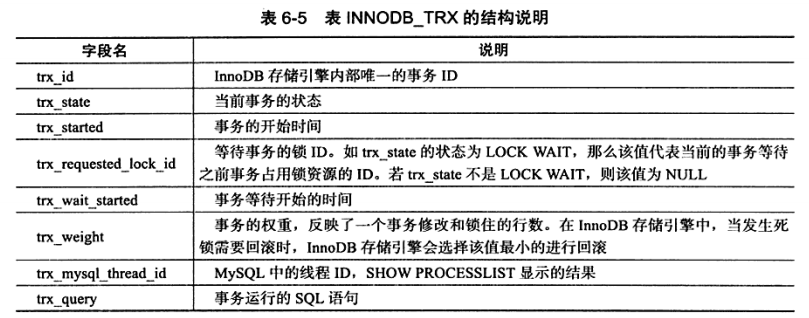 表 6-5 表 INNODB_TRX 的结构说明
字段名 说明
trx_id InnoDB 存储引擎内部唯一的事务 ID
trx_state 当前事务的状态
trx_started 事务的开始时间
trx_requested_lock_id 等待事务的锁 ID。如 trx_state 的状态为 LOCK WAIT，那么该值代表当前的事务等待
之前事务占用锁资源的 ID。若 trx_state 不是 LOCK WAIT，则该值为 NULL
trx_wait_started 事务等待开始的时间
trx_weight 事务的权重，反映了一个事务修改和锁住的行数。在 InnoDB 存储引擎中，当发生死
锁需要回滚时，InnoDB 存储引擎会选择该值最小的进行回滚
trx_mysql_thread_id MySQL 中的线程 ID，SHOW PROCESSLIST 显示的结果
trx_query 事务运行的 SQL 语句